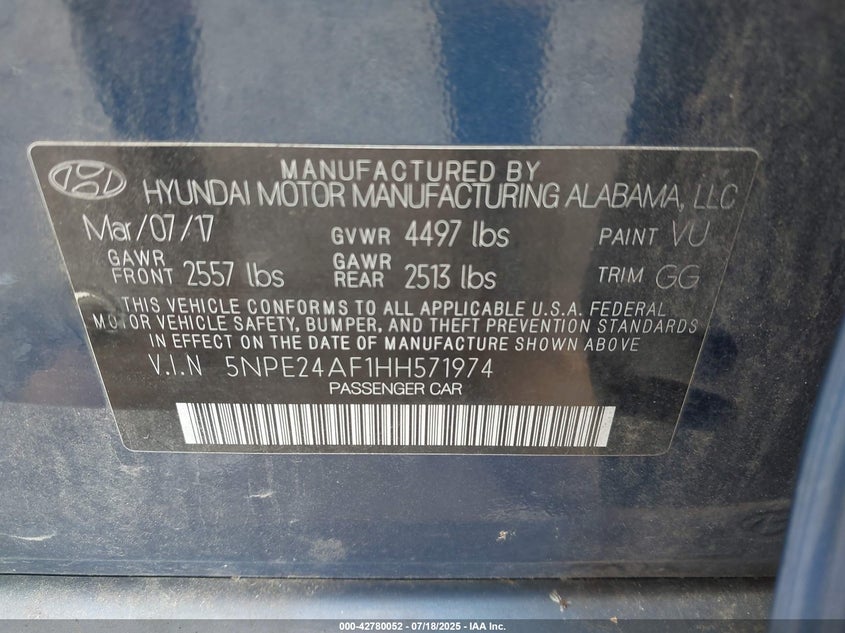 MANUFACTURED BY
HYUNDAI MOTOR MANUFACTURING ALABAMA, LLC
Mar/07/17 GVWR 4497 lbs PAINT VU
GAWR FRONT 2557 lbs GAWR REAR 2513 lbs TRIM GG
THIS VEHICLE CONFORMS TO ALL APPLICABLE U.S.A. FEDERAL
MOTOR VEHICLE SAFETY, BUMPER, AND THEFT PREVENTION STANDARDS
IN EFFECT ON THE DATE OF MANUFACTURE SHOWN ABOVE
V.I.N 5NPE24AF1HH571974
PASSENGER CAR
000-42780052 - 07/18/2025 - IAA Inc.